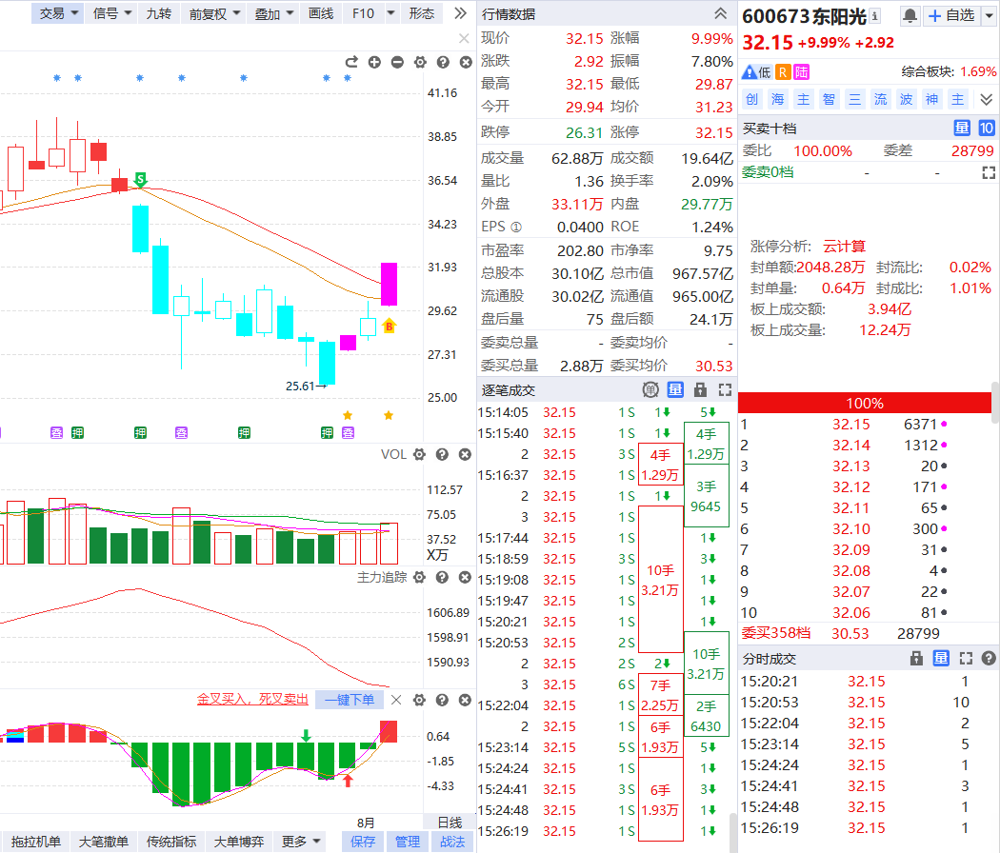 交易 信号 九转 前复权 叠加 画线 F10 形态
41.16
38.85
36.54
S
34.23
31.93
29.62
B
27.31
25.61→
25.00
叠 押 押 叠 押 押 叠
VOL
112.57
75.05
37.52
X万
主力追踪
1606.89
1598.91
1590.93
金叉买入，死叉卖出 一键下单
0.64
-1.85
-4.33
8月 日线
拖拉机单 大笔撤单 传统指标 大单博弈 更多 保存 管理 战法
行情数据
现价 32.15 涨幅 9.99%
涨跌 2.92 振幅 7.80%
最高 32.15 最低 29.87
今开 29.94 均价 31.23
跌停 26.31 涨停 32.15
成交量 62.88万 成交额 19.64亿
量比 1.36 换手率 2.09%
外盘 33.11万 内盘 29.77万
EPS ① 0.0400 ROE 1.24%
市盈率 202.80 市净率 9.75
总股本 30.10亿 总市值 967.57亿
流通股 30.02亿 流通值 965.00亿
盘后量 75 盘后额 24.1万
委卖总量 - 委卖均价 -
委买总量 2.88万 委买均价 30.53
逐笔成交 单 量
15:14:05 32.15 1 S 1 5
15:15:40 32.15 1 S 1 4手
2 32.15 3 S 4手 1.29万
15:16:37 32.15 1 S 1.29万 3手
2 32.15 1 S 1 9645
3 32.15 1 S
15:17:44 32.15 1 S 1
15:18:59 32.15 3 S 3
15:19:08 32.15 1 S 10手 1
15:19:47 32.15 1 S 3.21万 1
15:20:21 32.15 1 S 1
15:20:53 32.15 2 S 10手
2 32.15 2 S 2 3.21万
3 32.15 6 S 7手
15:22:04 32.15 1 S 2.25万 2手
2 32.15 1 S 6手 6430
15:23:14 32.15 5 S 1.93万 5
15:24:24 32.15 1 S 1
15:24:41 32.15 3 S 6手 3
15:24:48 32.15 1 S 1.93万 1
15:26:19 32.15 1 S 1
600673 东阳光 i 自选
32.15 +9.99% +2.92
低 R 陆 综合板块: 1.69%
创 海 主 智 三 流 波 神 主
买卖十档 量 10
委比 100.00% 委差 28799
委卖0档 - -
涨停分析: 云计算
封单额:2048.28万 封流比: 0.02%
封单量: 0.64万 封成比: 1.01%
板上成交额: 3.94亿
板上成交量: 12.24万
100%
1 32.15 6371
2 32.14 1312
3 32.13 20
4 32.12 171
5 32.11 65
6 32.10 300
7 32.09 31
8 32.08 4
9 32.07 22
10 32.06 81
委买358档 30.53 28799
分时成交 量
15:20:21 32.15 1
15:20:53 32.15 10
15:22:04 32.15 2
15:23:14 32.15 5
15:24:24 32.15 1
15:24:41 32.15 3
15:24:48 32.15 1
15:26:19 32.15 1